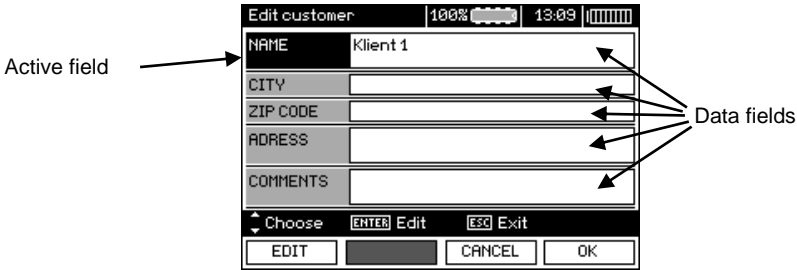 Edit customer 100% 13:09
NAME Klient 1
Active field
CITY
ZIP CODE
Data fields
ADRESS
COMMENTS
Choose ENTER Edit ESC Exit
EDIT CANCEL OK